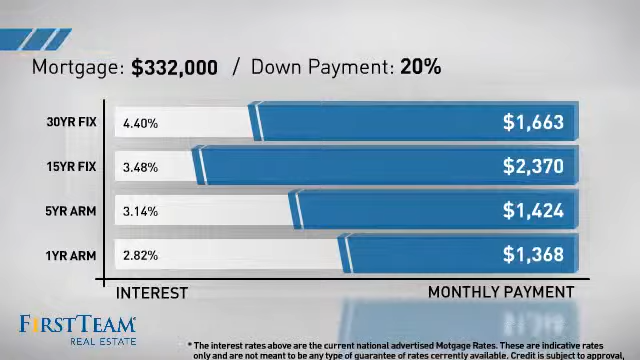 Mortgage: $332,000 / Down Payment: 20%
30YR FIX 4.40% $1,663
15YR FIX 3.48% $2,370
5YR ARM 3.14% $1,424
1YR ARM 2.82% $1,368
INTEREST MONTHLY PAYMENT
FIRSTTEAM®
REAL ESTATE
* The interest rates above are the current national advertised Motgage Rates. These are indicative rates
only and are not meant to be any type of guarantee of rates cerrently available. Credit is subject to approval,